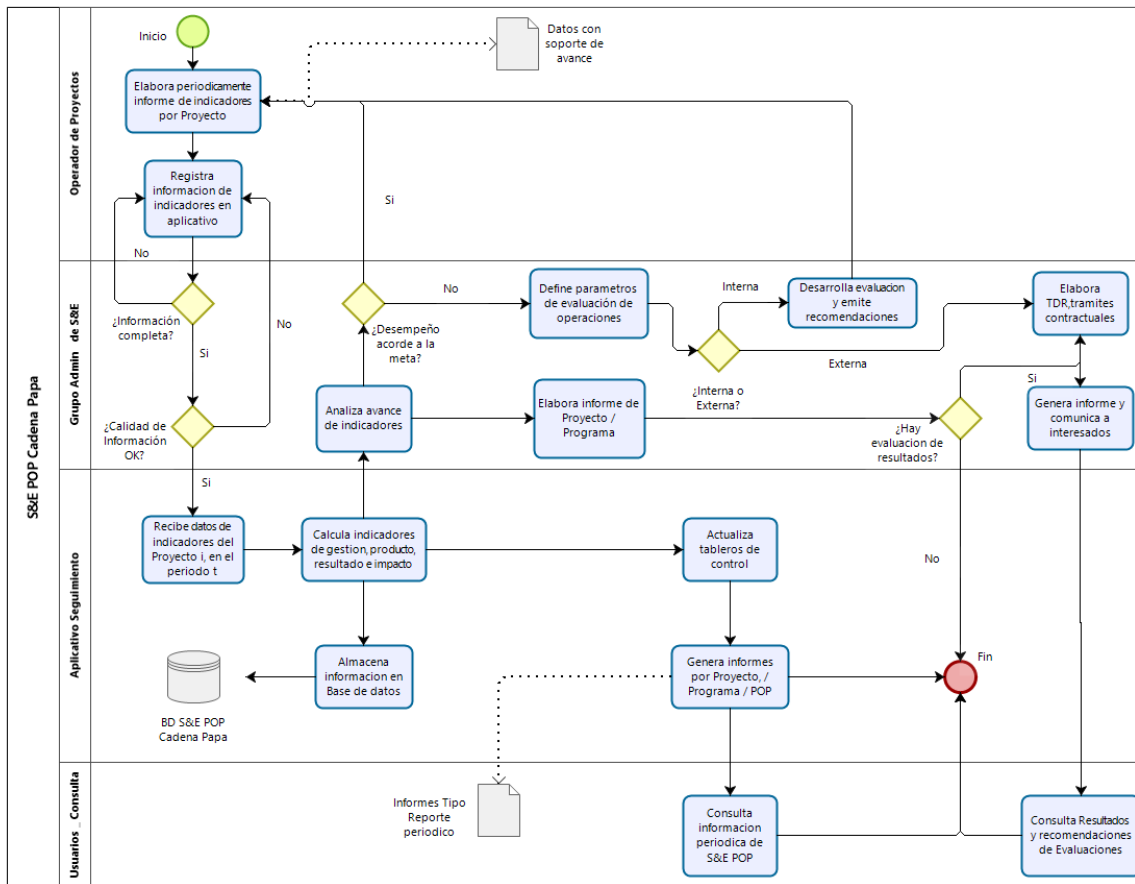 S&E POP Cadena Papa
Operador de Proyectos
Inicio
Datos con
soporte de
avance
Elabora periodicamente
informe de indicadores
por Proyecto
Registra
informacion de
indicadores en
aplicativo
Si
No
Grupo Admin de S&E
¿Información
completa?
No
Si
¿Calidad de
Información
OK?
Si
¿Desempeño
acorde a la
meta?
No
Define parametros
de evaluación de
operaciones
Interna
Desarrolla evaluacion
y emite
recomendaciones
Externa
¿Interna o
Externa?
Elabora
TDR,tramites
contractuales
Analiza avance
de indicadores
Elabora informe de
Proyecto /
Programa
¿Hay
evaluacion de
resultados?
Si
Genera informe y
comunica a
interesados
Aplicativo Seguimiento
Recibe datos de
indicadores del
Proyecto i, en el
periodo t
Calcula indicadores
de gestion, producto,
resultado e impacto
Actualiza
tableros de
control
No
Almacena
informacion en
Base de datos
BD S&E POP
Cadena Papa
Genera informes
por Proyecto, /
Programa / POP
Fin
Usuarios _ Consulta
Informes Tipo
Reporte
periodico
Consulta
informacion
periodica de
S&E POP
Consulta Resultados
y recomendaciones
de Evaluaciones